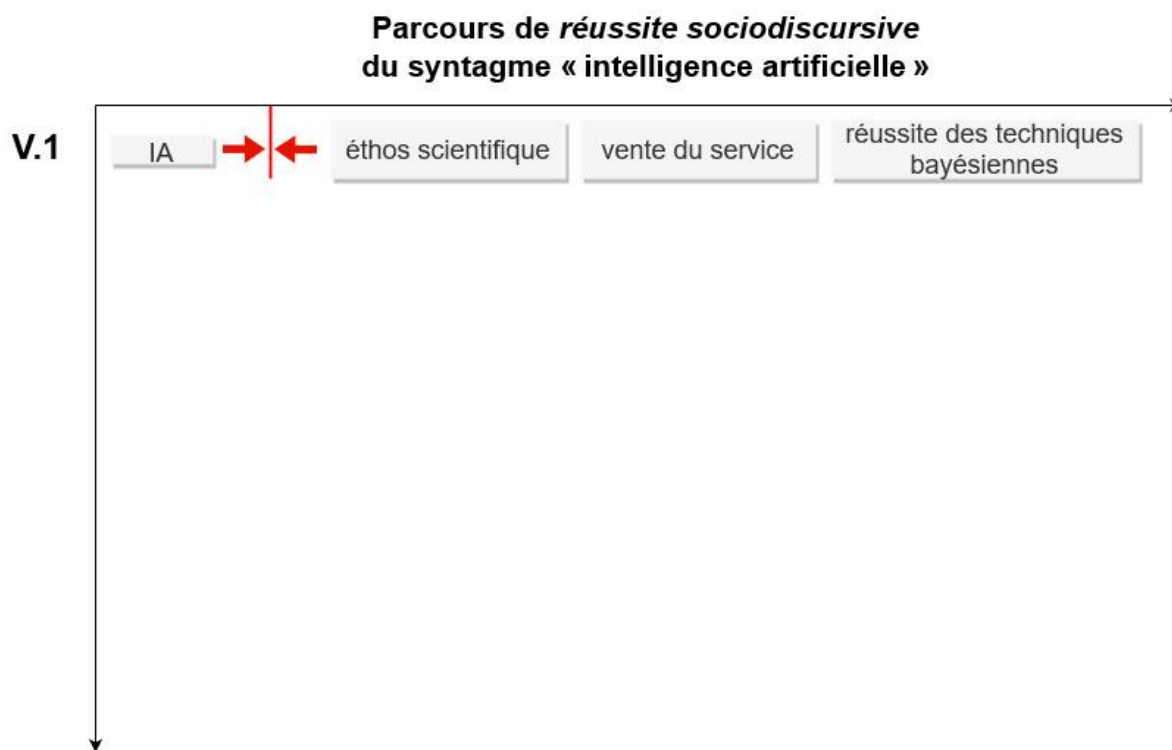 Parcours de réussite sociodiscursive
du syntagme « intelligence artificielle »
V.1
IA
éthos scientifique
vente du service
réussite des techniques
bayésiennes